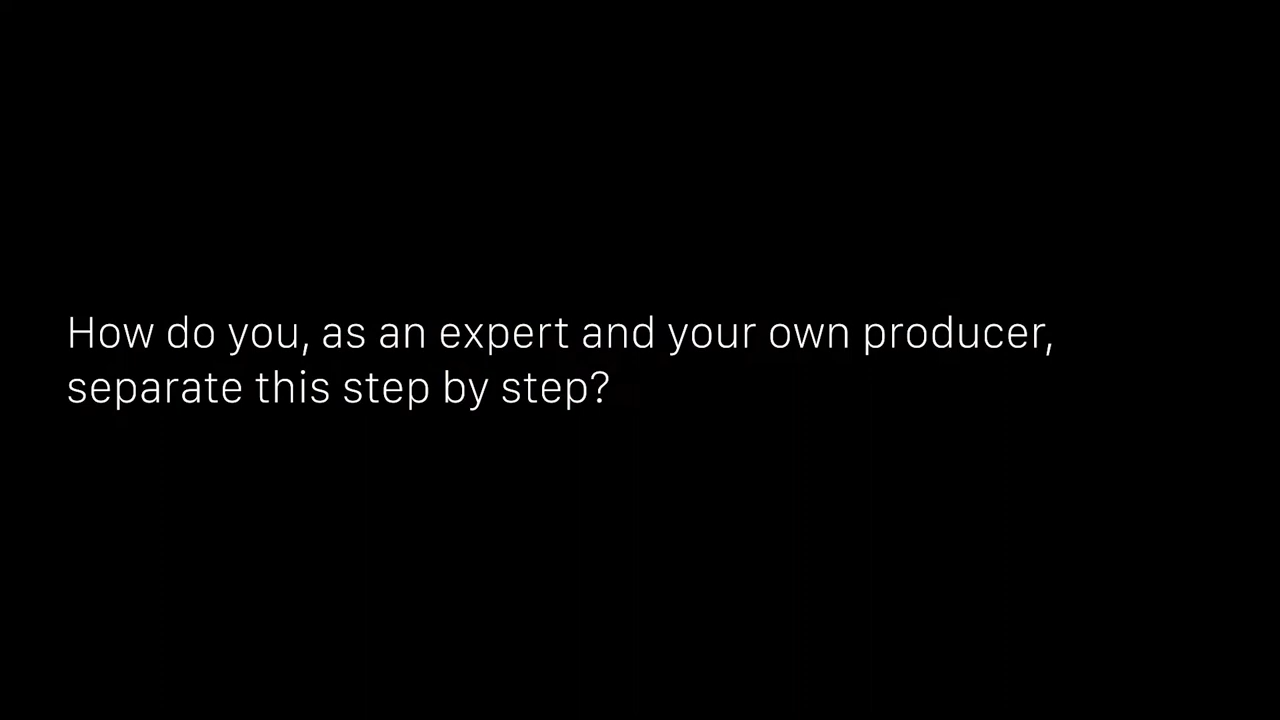 How do you, as an expert and your own producer,
separate this step by step?